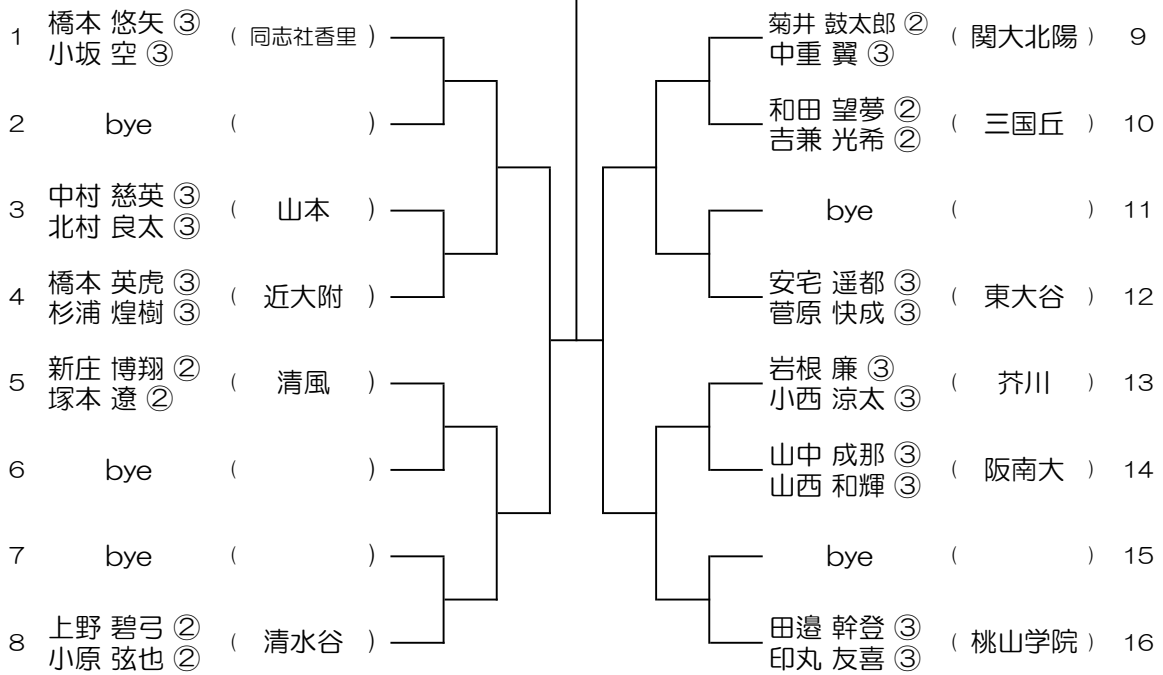 1 橋本 悠矢 ③ ( 同志社香里 )
小坂 空 ③
2 bye ( )
3 中村 慈英 ③ ( 山本 )
北村 良太 ③
4 橋本 英虎 ③ ( 近大附 )
杉浦 煌樹 ③
5 新庄 博翔 ② ( 清風 )
塚本 遼 ②
6 bye ( )
7 bye ( )
8 上野 碧弓 ② ( 清水谷 )
小原 弦也 ②
菊井 鼓太郎 ② ( 関大北陽 ) 9
中重 翼 ③
和田 望夢 ② ( 三国丘 ) 10
吉兼 光希 ②
bye ( ) 11
安宅 遥都 ③ ( 東大谷 ) 12
菅原 快成 ③
岩根 廉 ③ ( 芥川 ) 13
小西 涼太 ③
山中 成那 ③ ( 阪南大 ) 14
山西 和輝 ③
bye ( ) 15
田邉 幹登 ③ ( 桃山学院 ) 16
印丸 友喜 ③